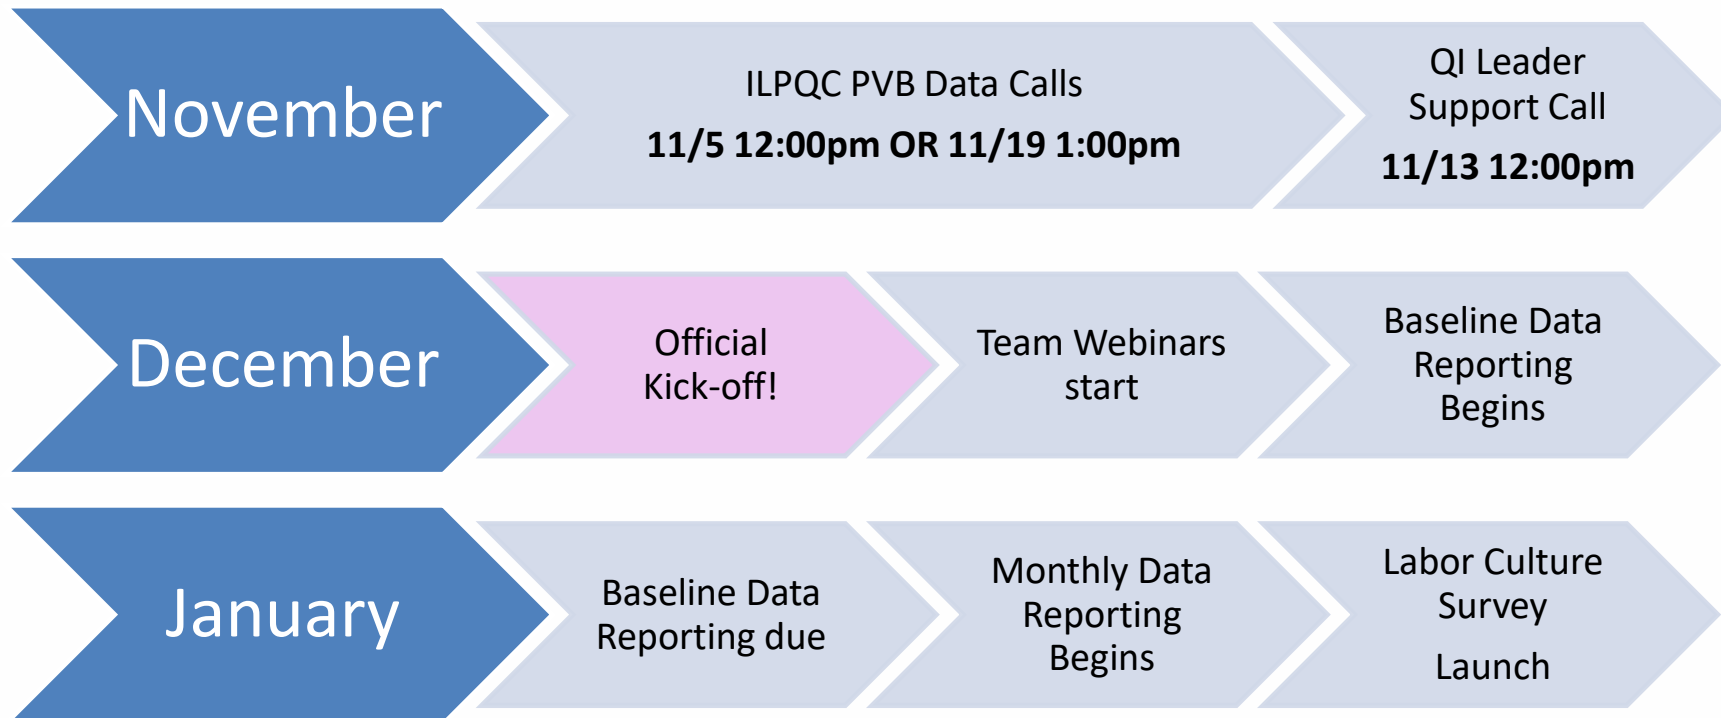 November
ILPQC PVB Data Calls
11/5 12:00pm OR 11/19 1:00pm
QI Leader
Support Call
11/13 12:00pm
December
Official
Kick-off!
Team Webinars
start
Baseline Data
Reporting
Begins
January
Baseline Data
Reporting due
Monthly Data
Reporting
Begins
Labor Culture
Survey
Launch